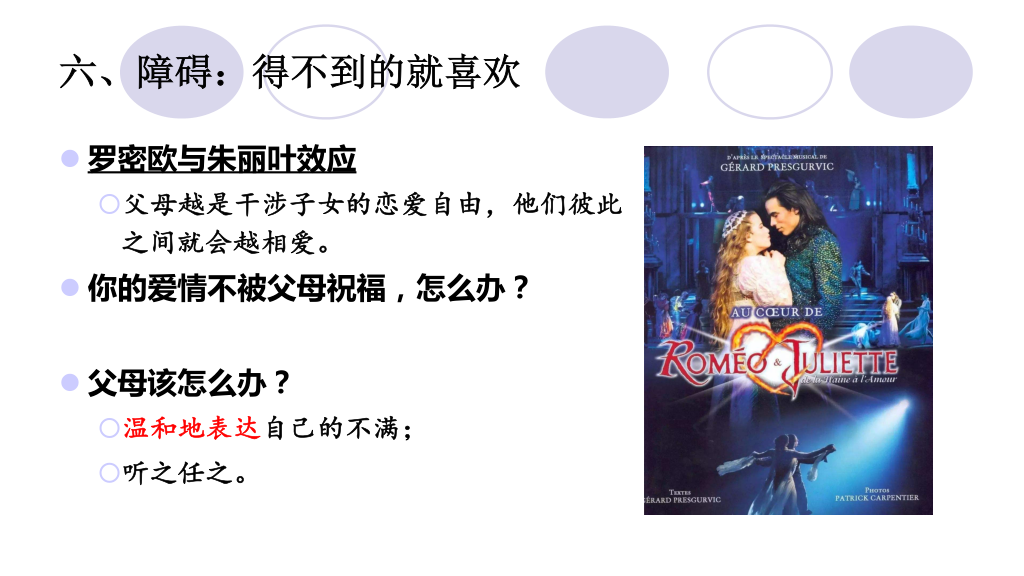 六、障碍：得不到的就喜欢
罗密欧与朱丽叶效应
父母越是干涉子女的恋爱自由，他们彼此
之间就会越相爱。
你的爱情不被父母祝福，怎么办？
父母该怎么办？
温和地表达自己的不满；
听之任之。
D'APRÈS LE SPECTACLE MUSICAL DE
GÉRARD PRESGURVIC
AU CŒUR DE
ROMÉO & JULIETTE
de la Haine à l'Amour
TEXTES
GÉRARD PRESGURVIC
PHOTOS
PATRICK CARPENTIER